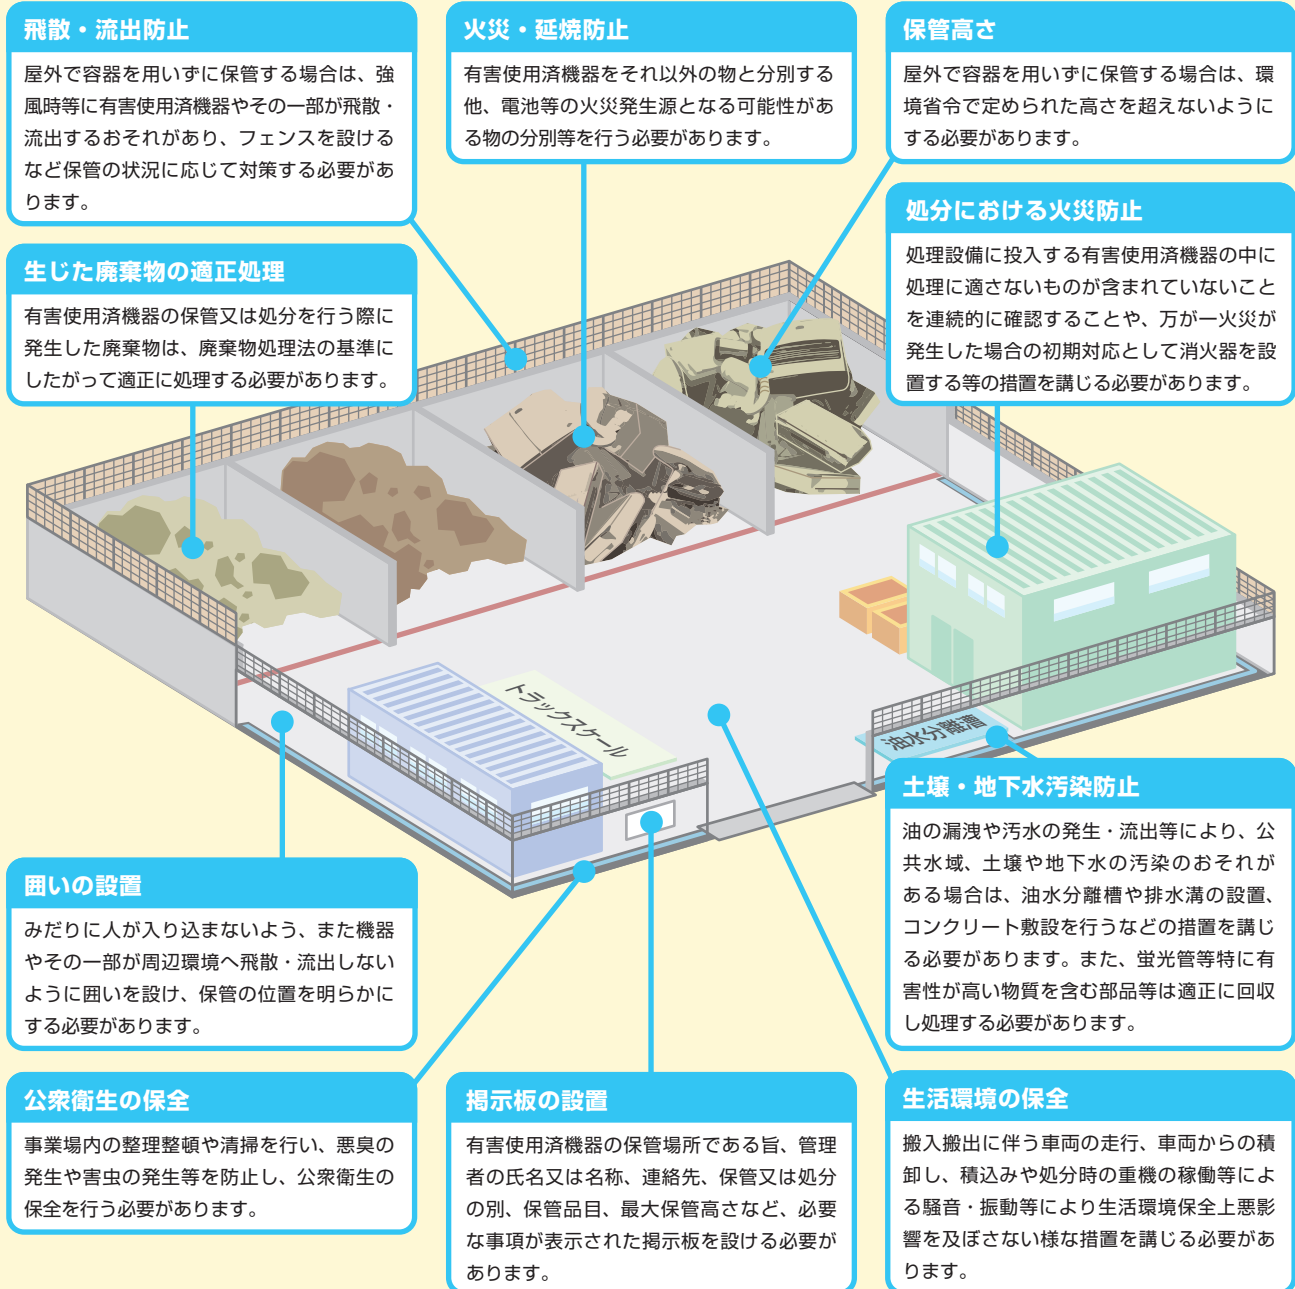 飛散・流出防止
屋外で容器を用いずに保管する場合は、強
風時等に有害使用済機器やその一部が飛散・
流出するおそれがあり、フェンスを設ける
など保管の状況に応じて対策する必要があ
ります。
火災・延焼防止
有害使用済機器をそれ以外の物と分別する
他、電池等の火災発生源となる可能性があ
る物の分別等を行う必要があります。
保管高さ
屋外で容器を用いずに保管する場合は、環
境省令で定められた高さを超えないように
する必要があります。
処分における火災防止
処理設備に投入する有害使用済機器の中に
処理に適さないものが含まれていないこと
を連続的に確認することや、万が一火災が
発生した場合の初期対応として消火器を設
置する等の措置を講じる必要があります。
生じた廃棄物の適正処理
有害使用済機器の保管又は処分を行う際に
発生した廃棄物は、廃棄物処理法の基準に
したがって適正に処理する必要があります。
トラックスケール
油水分離漕
囲いの設置
みだりに人が入り込まないよう、また機器
やその一部が周辺環境へ飛散・流出しない
ように囲いを設け、保管の位置を明らかに
する必要があります。
土壌・地下水汚染防止
油の漏洩や汚水の発生・流出等により、公
共水域、土壌や地下水の汚染のおそれが
ある場合は、油水分離槽や排水溝の設置、
コンクリート敷設を行うなどの措置を講じ
る必要があります。また、蛍光管等特に有
害性が高い物質を含む部品等は適正に回収
し処理する必要があります。
公衆衛生の保全
事業場内の整理整頓や清掃を行い、悪臭の
発生や害虫の発生等を防止し、公衆衛生の
保全を行う必要があります。
掲示板の設置
有害使用済機器の保管場所である旨、管理
者の氏名又は名称、連絡先、保管又は処分
の別、保管品目、最大保管高さなど、必要
な事項が表示された掲示板を設ける必要が
あります。
生活環境の保全
搬入搬出に伴う車両の走行、車両からの積
卸し、積込みや処分時の重機の稼働等によ
る騒音・振動等により生活環境保全上悪影
響を及ぼさない様な措置を講じる必要があ
ります。